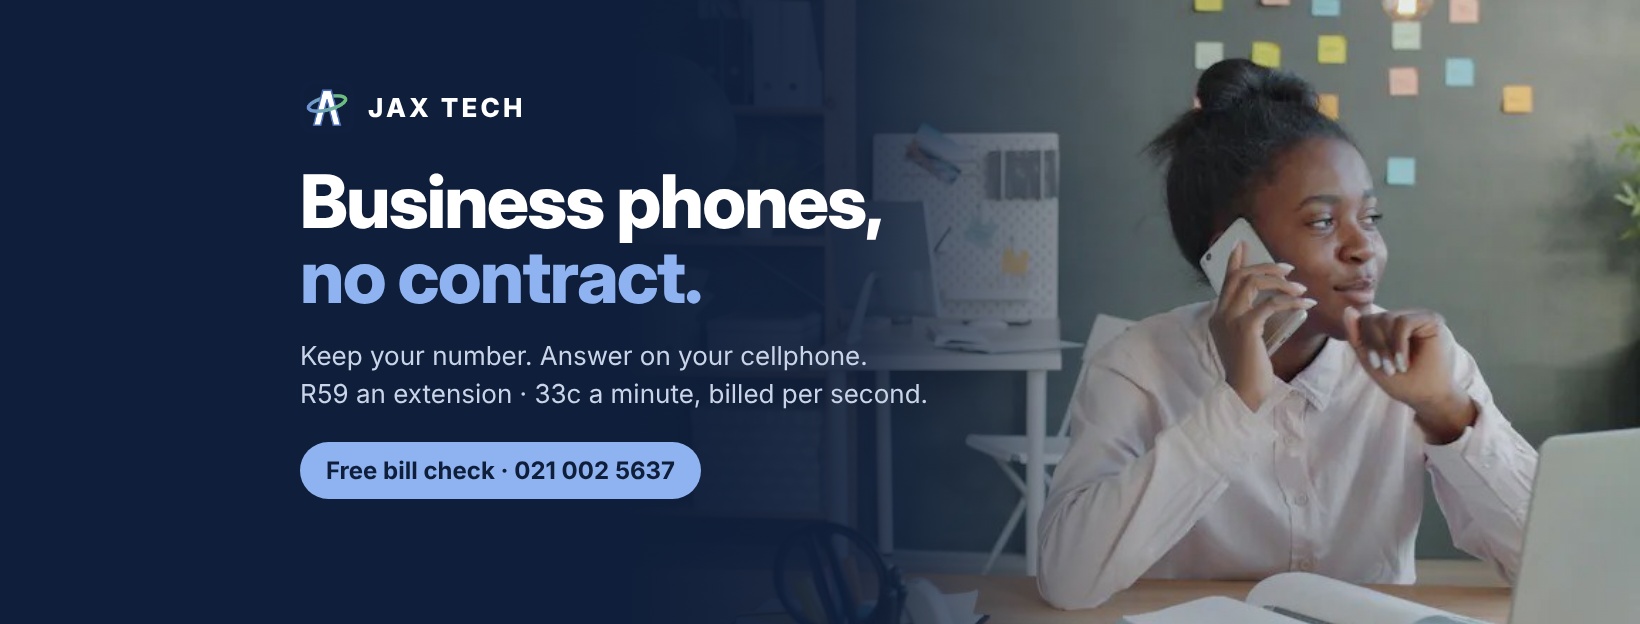 JAX TECH
Business phones,
no contract.
Keep your number. Answer on your cellphone.
R59 an extension · 33c a minute, billed per second.
Free bill check · 021 002 5637